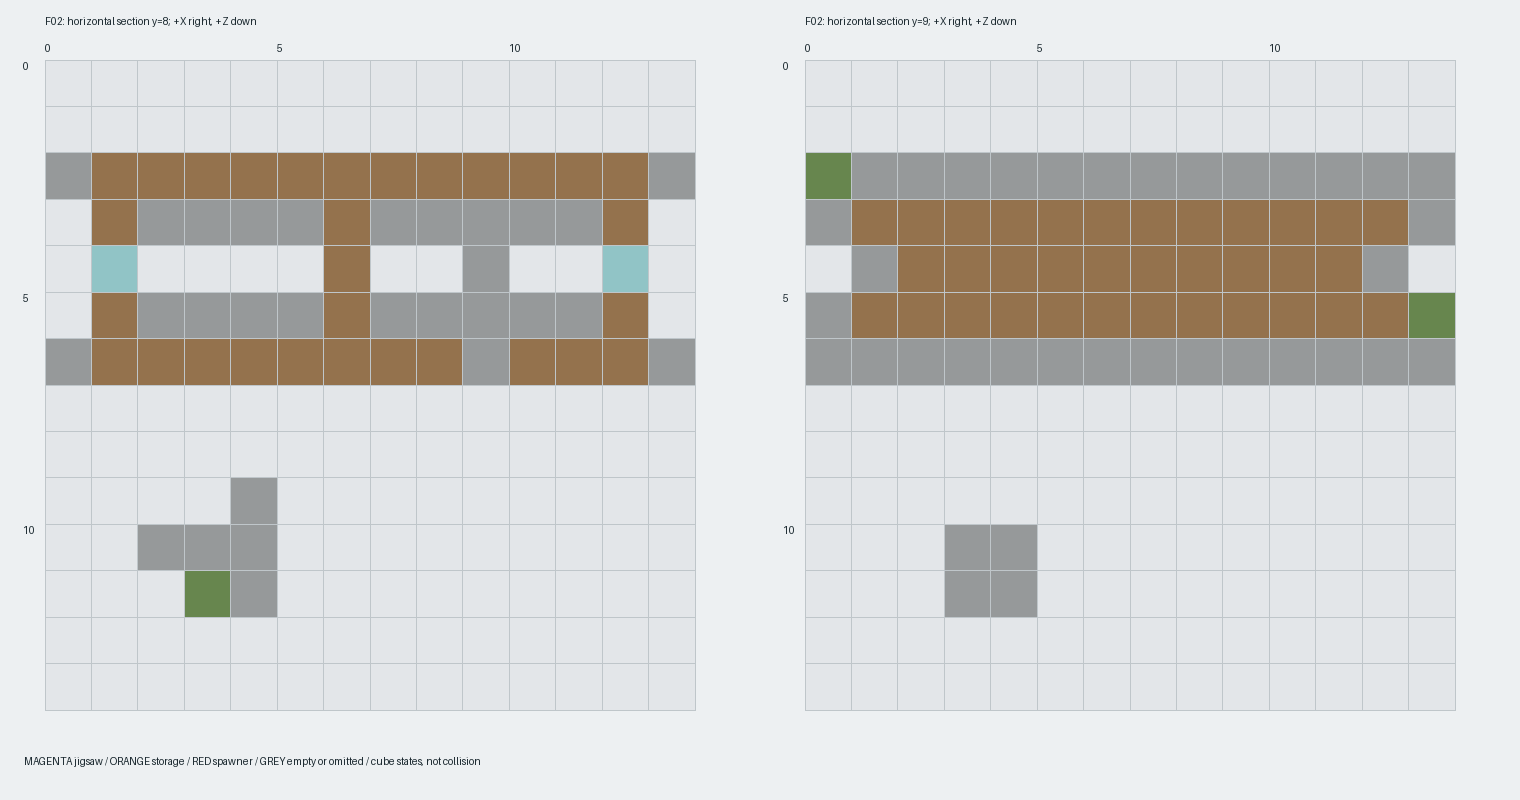 F02: horizontal section y=8; +X right, +Z down
F02: horizontal section y=9; +X right, +Z down
0 5 10
0 5 10
0
0
5
5
10
10
MAGENTA jigsaw / ORANGE storage / RED spawner / GREY empty or omitted / cube states, not collision